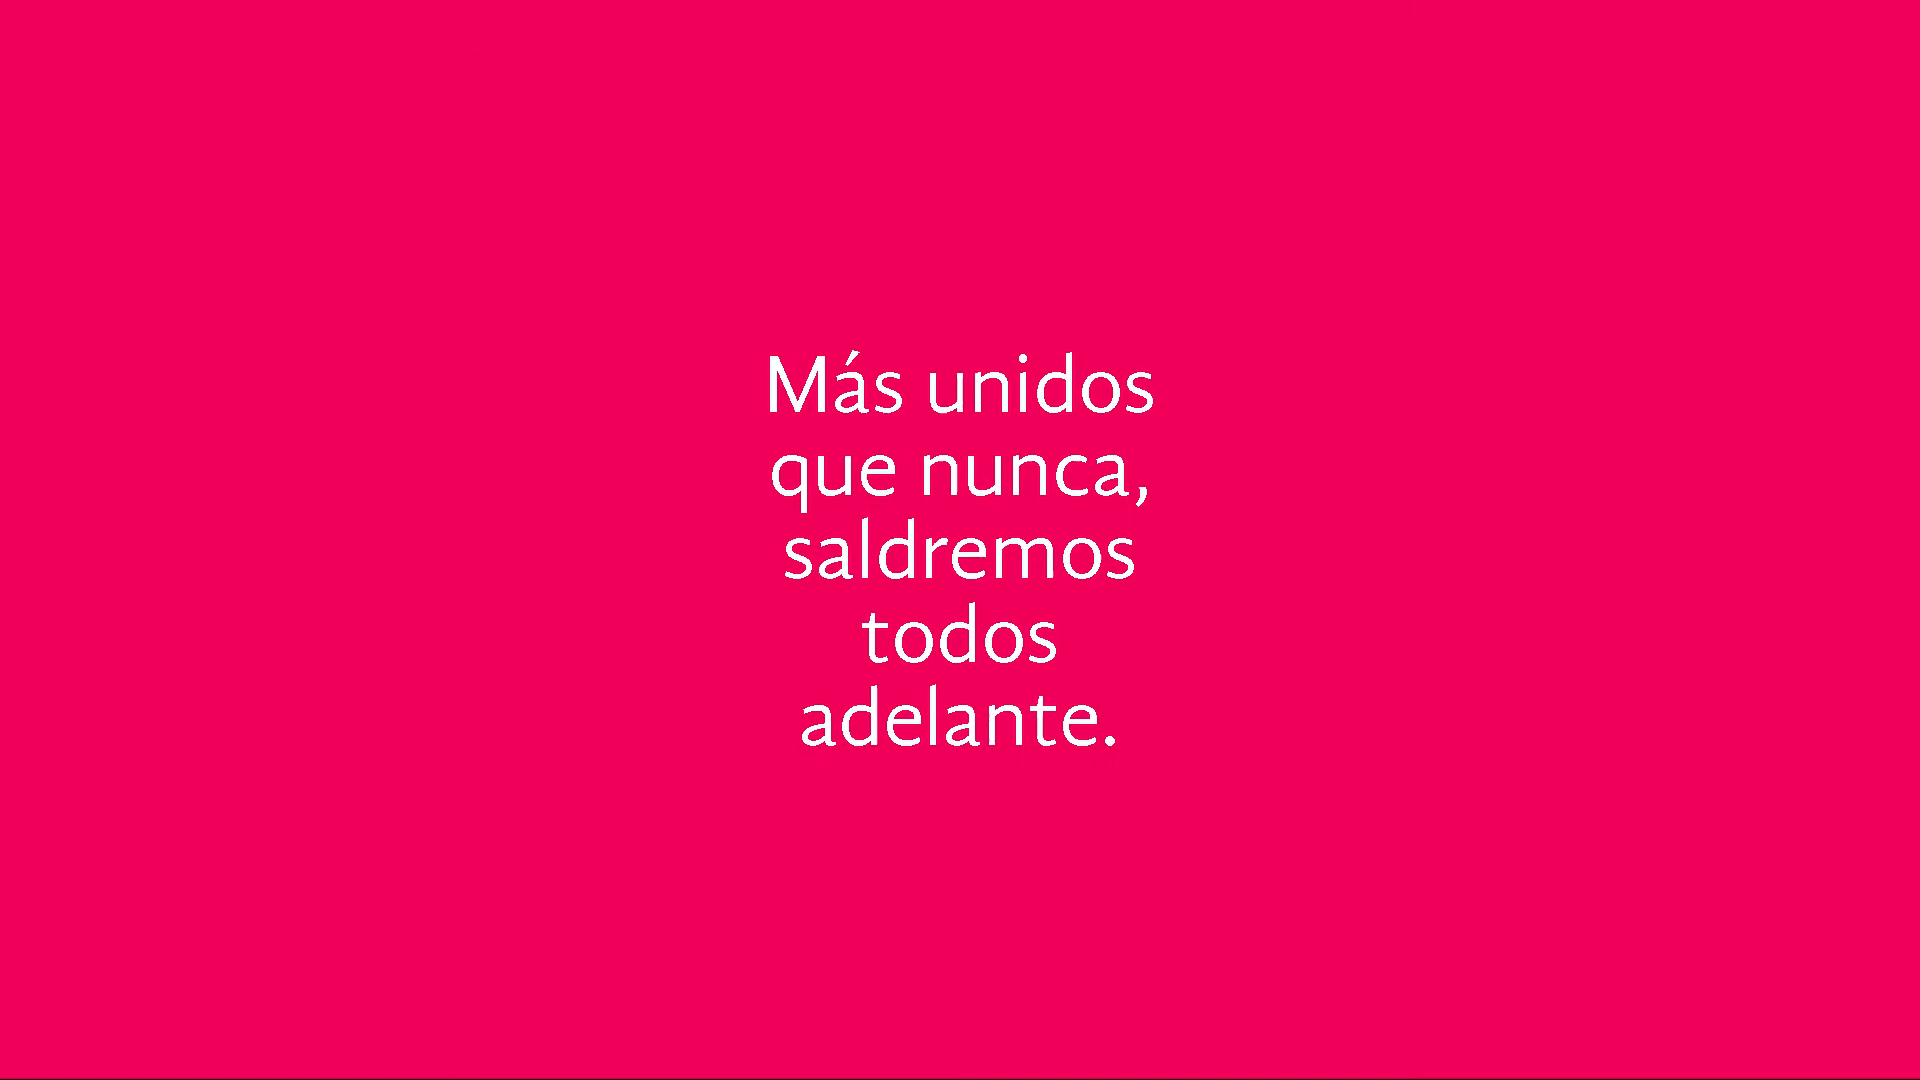 Más unidos
que nunca,
saldremos
todos
adelante.